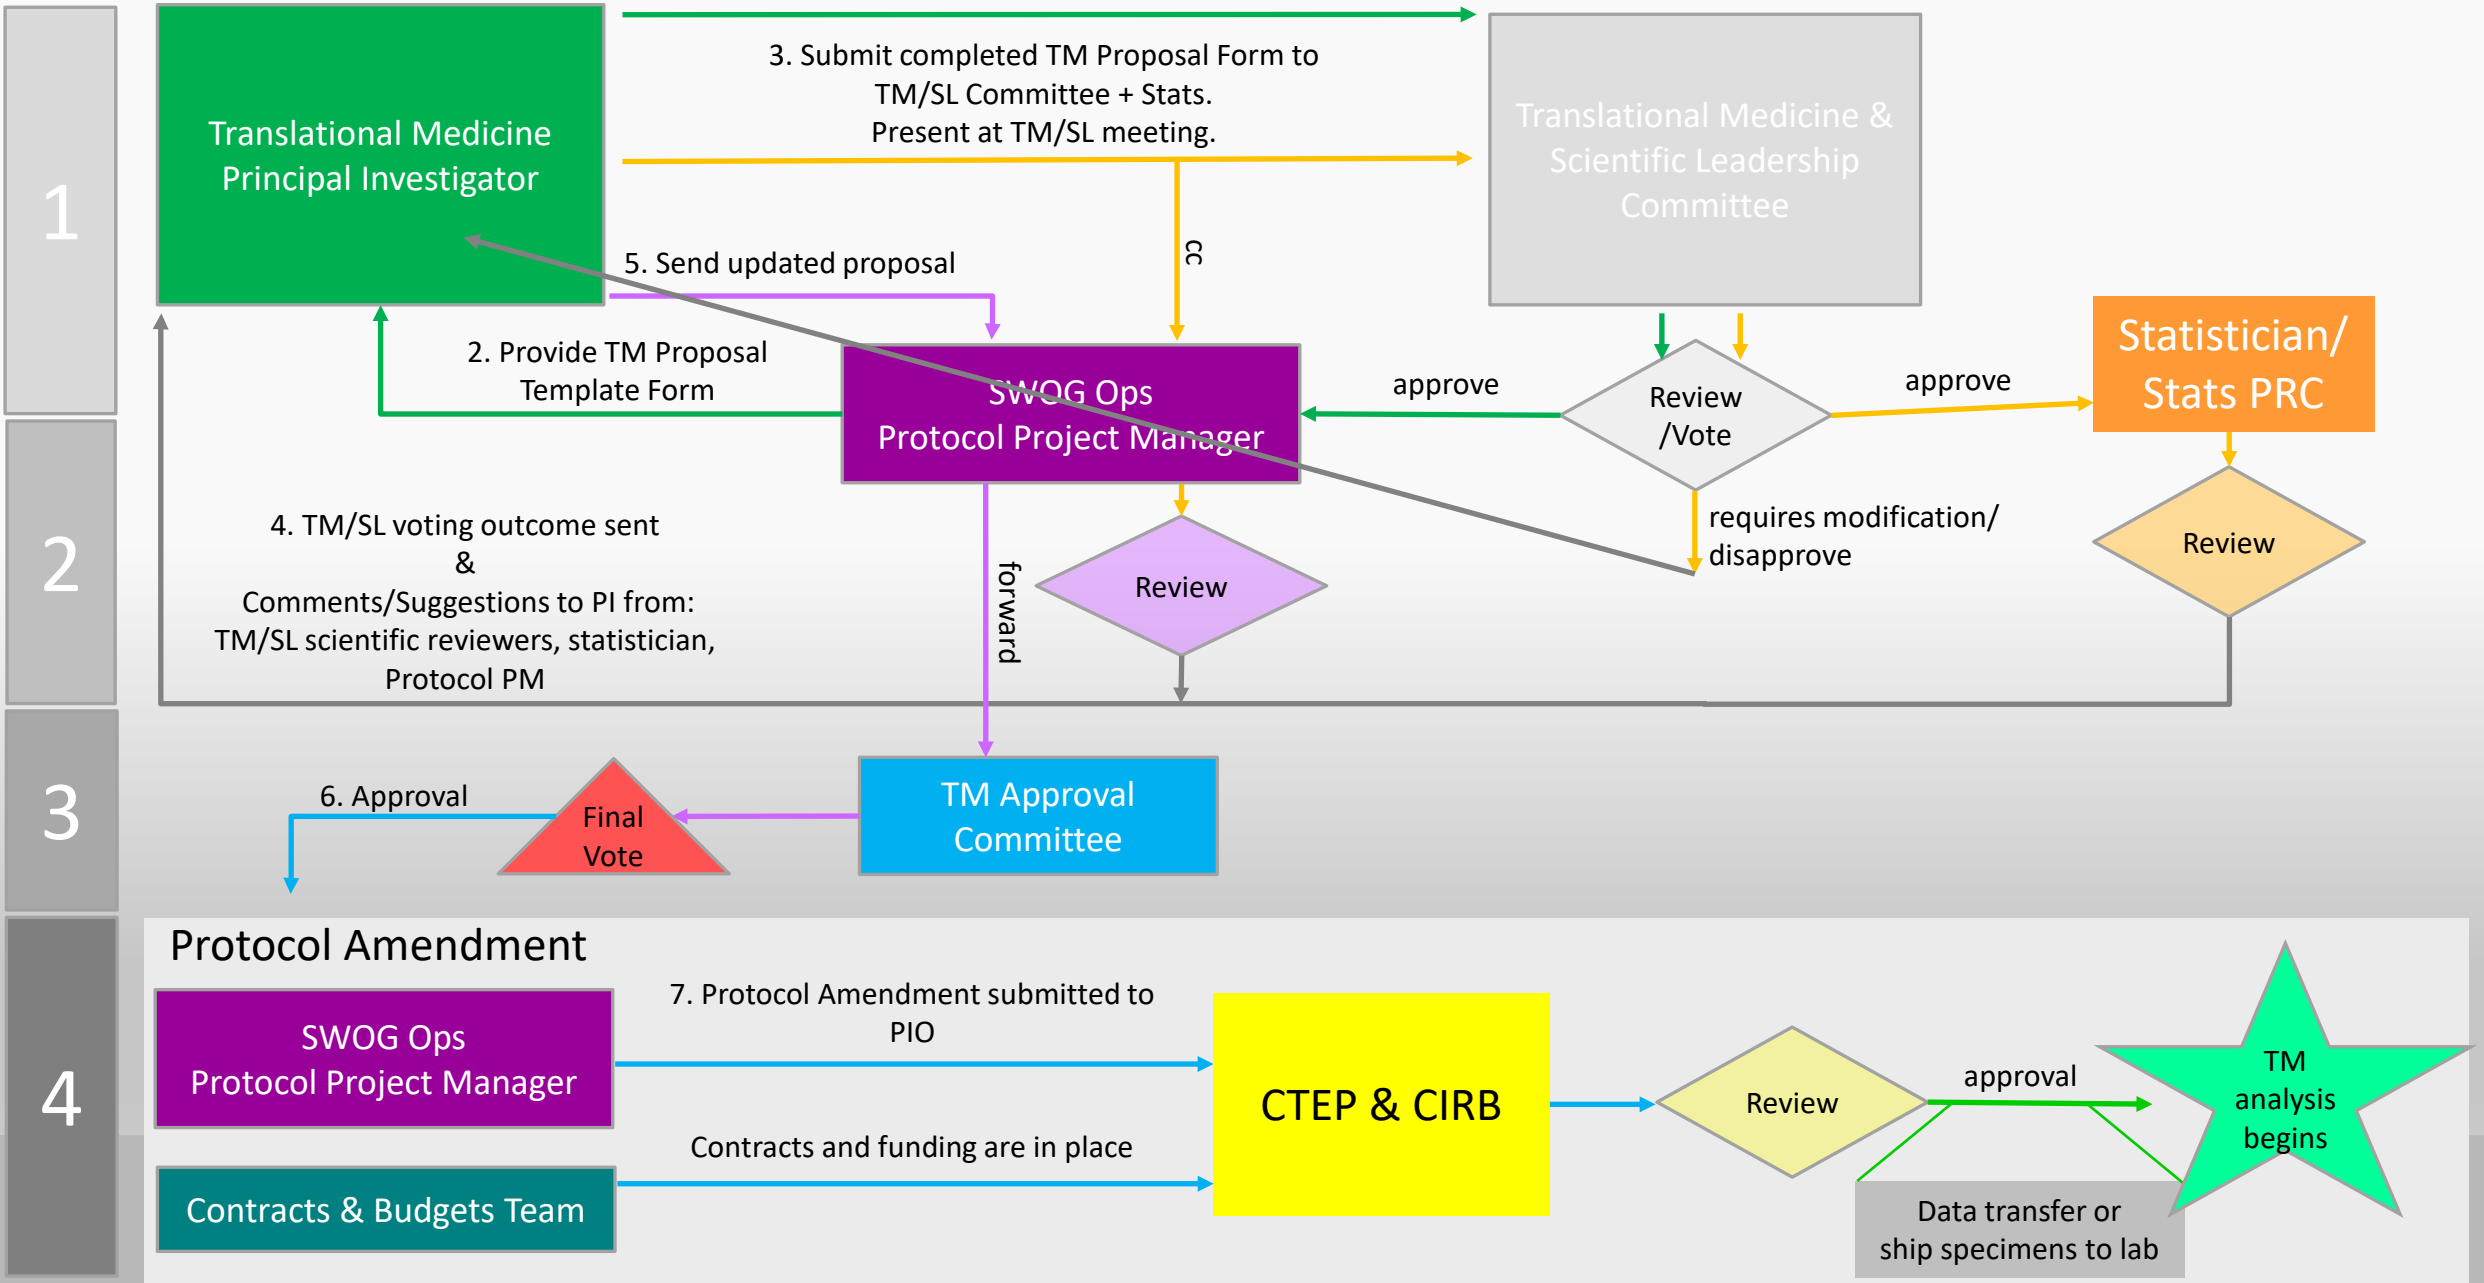 1
Translational Medicine
Principal Investigator
3. Submit completed TM Proposal Form to
TM/SL Committee + Stats.
Present at TM/SL meeting.
Translational Medicine &
Scientific Leadership
Committee
cc
5. Send updated proposal
2. Provide TM Proposal
Template Form
SWOG Ops
Protocol Project Manager
approve
Review
/Vote
approve
Statistician/
Stats PRC
2
4. TM/SL voting outcome sent
&
Comments/Suggestions to PI from:
TM/SL scientific reviewers, statistician,
Protocol PM
forward
Review
requires modification/
disapprove
Review
3
6. Approval
Final
Vote
TM Approval
Committee
4
Protocol Amendment
SWOG Ops
Protocol Project Manager
7. Protocol Amendment submitted to
PIO
Contracts and funding are in place
Contracts & Budgets Team
CTEP & CIRB
Review
approval
TM
analysis
begins
Data transfer or
ship specimens to lab